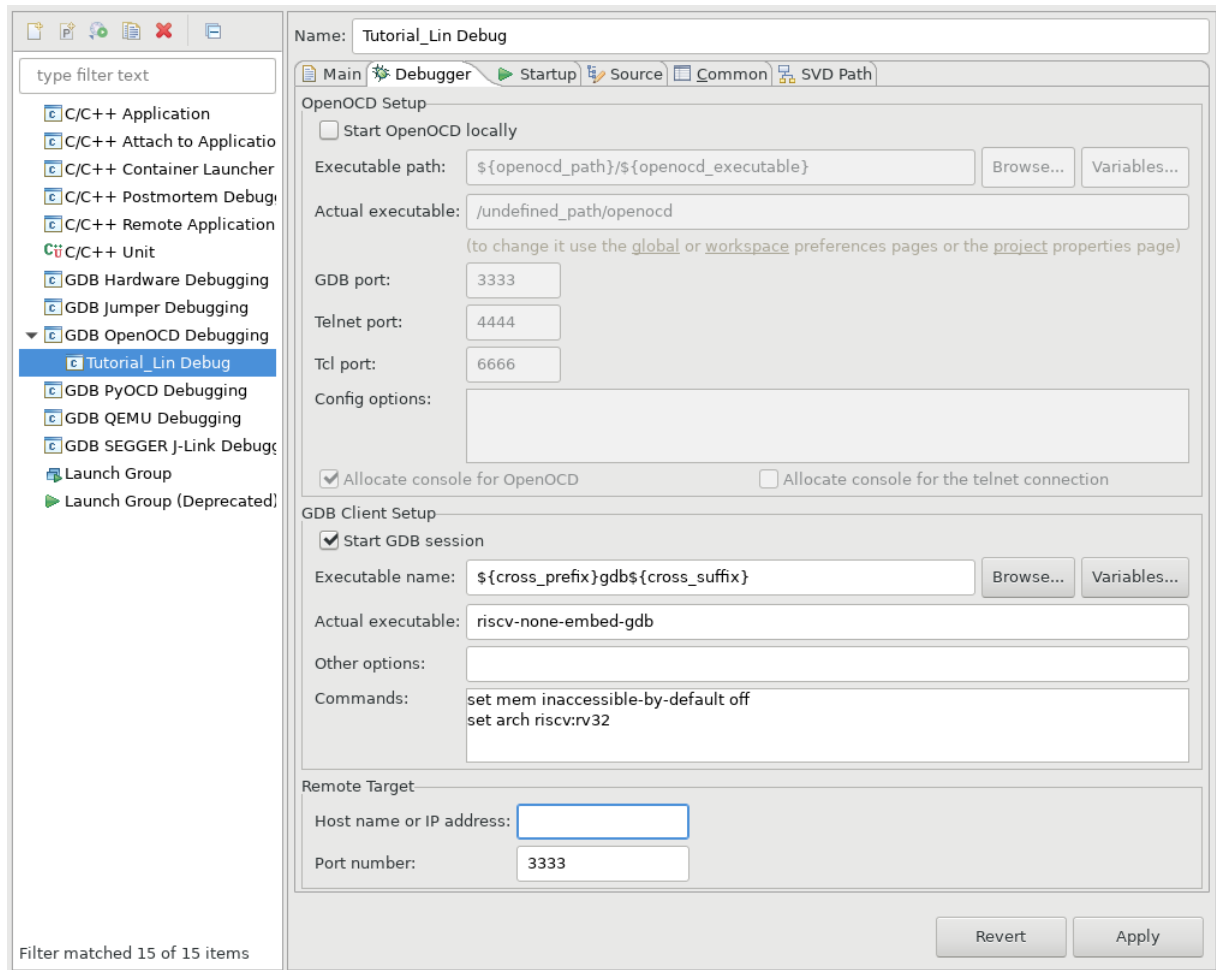 type filter text
C/C++ Application
C/C++ Attach to Applicatio
C/C++ Container Launcher
C/C++ Postmortem Debug
C/C++ Remote Application
C/C++ Unit
GDB Hardware Debugging
GDB Jumper Debugging
GDB OpenOCD Debugging
Tutorial_Lin Debug
GDB PyOCD Debugging
GDB QEMU Debugging
GDB SEGGER J-Link Debugg
Launch Group
Launch Group (Deprecated)
Filter matched 15 of 15 items
Name: Tutorial_Lin Debug
Main Debugger Startup Source Common SVD Path
OpenOCD Setup
Start OpenOCD locally
Executable path: ${openocd_path}/${openocd_executable} Browse... Variables...
Actual executable: /undefined_path/openocd
(to change it use the global or workspace preferences pages or the project properties page)
GDB port: 3333
Telnet port: 4444
Tcl port: 6666
Config options:
Allocate console for OpenOCD Allocate console for the telnet connection
GDB Client Setup
Start GDB session
Executable name: ${cross_prefix}gdb${cross_suffix} Browse... Variables...
Actual executable: riscv-none-embed-gdb
Other options:
Commands: set mem inaccessible-by-default off
set arch riscv:rv32
Remote Target
Host name or IP address:
Port number: 3333
Revert Apply